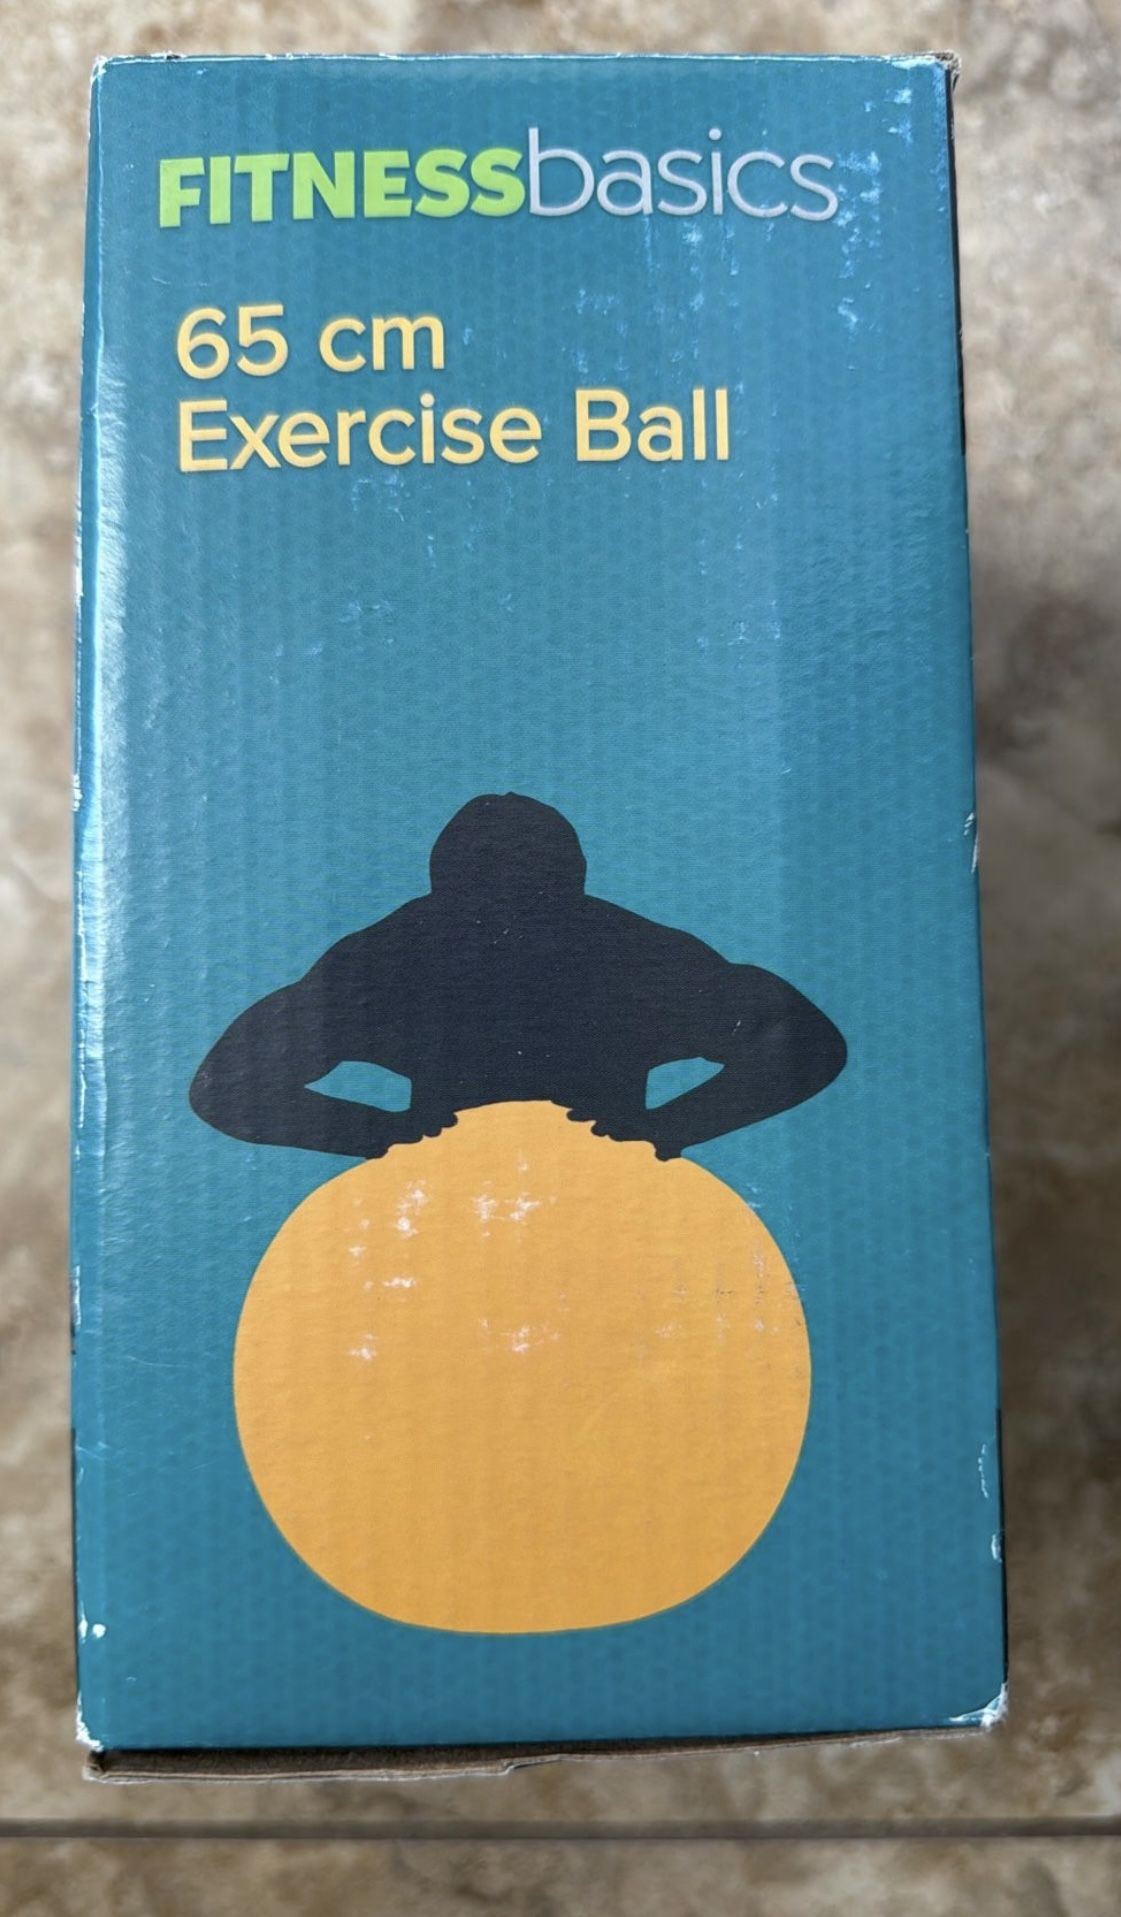 FITNESSbasics
65 cm
Exercise Ball